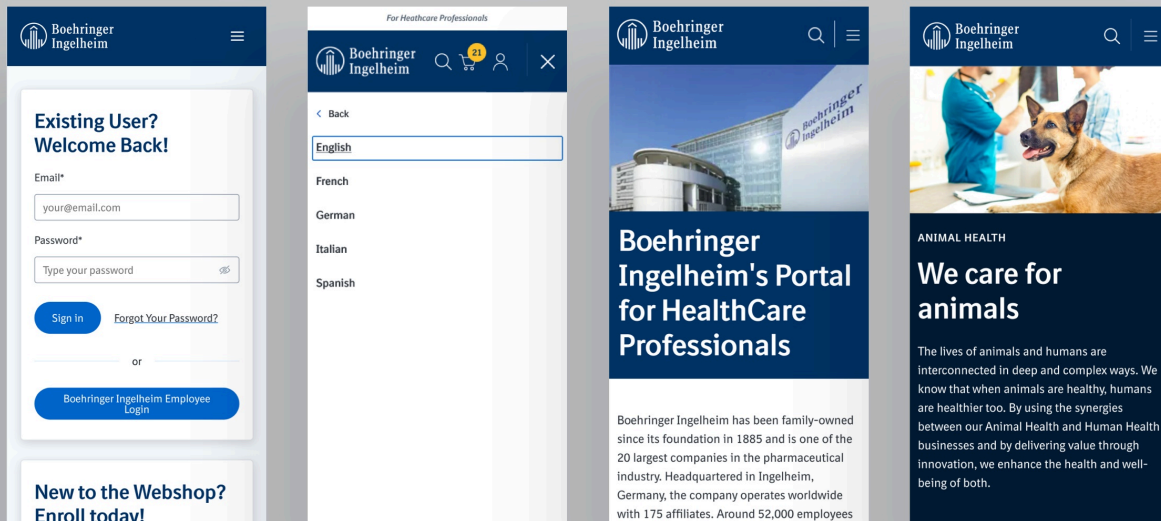 Boehringer
Ingelheim
Existing User?
Welcome Back!
Email*
your@email.com
Password*
Type your password
Sign in
Forgot Your Password?
or
Boehringer Ingelheim Employee
Login
New to the Webshop?
Enroll today!
For Heathcare Professionals
Boehringer
Ingelheim
21
Back
English
French
German
Italian
Spanish
Boehringer
Ingelheim
Boehringer
Ingelheim
Boehringer
Ingelheim's Portal
for HealthCare
Professionals
Boehringer Ingelheim has been family-owned
since its foundation in 1885 and is one of the
20 largest companies in the pharmaceutical
industry. Headquartered in Ingelheim,
Germany, the company operates worldwide
with 175 affiliates. Around 52,000 employees
Boehringer
Ingelheim
ANIMAL HEALTH
We care for
animals
The lives of animals and humans are
interconnected in deep and complex ways. We
know that when animals are healthy, humans
are healthier too. By using the synergies
between our Animal Health and Human Health
businesses and by delivering value through
innovation, we enhance the health and well-
being of both.